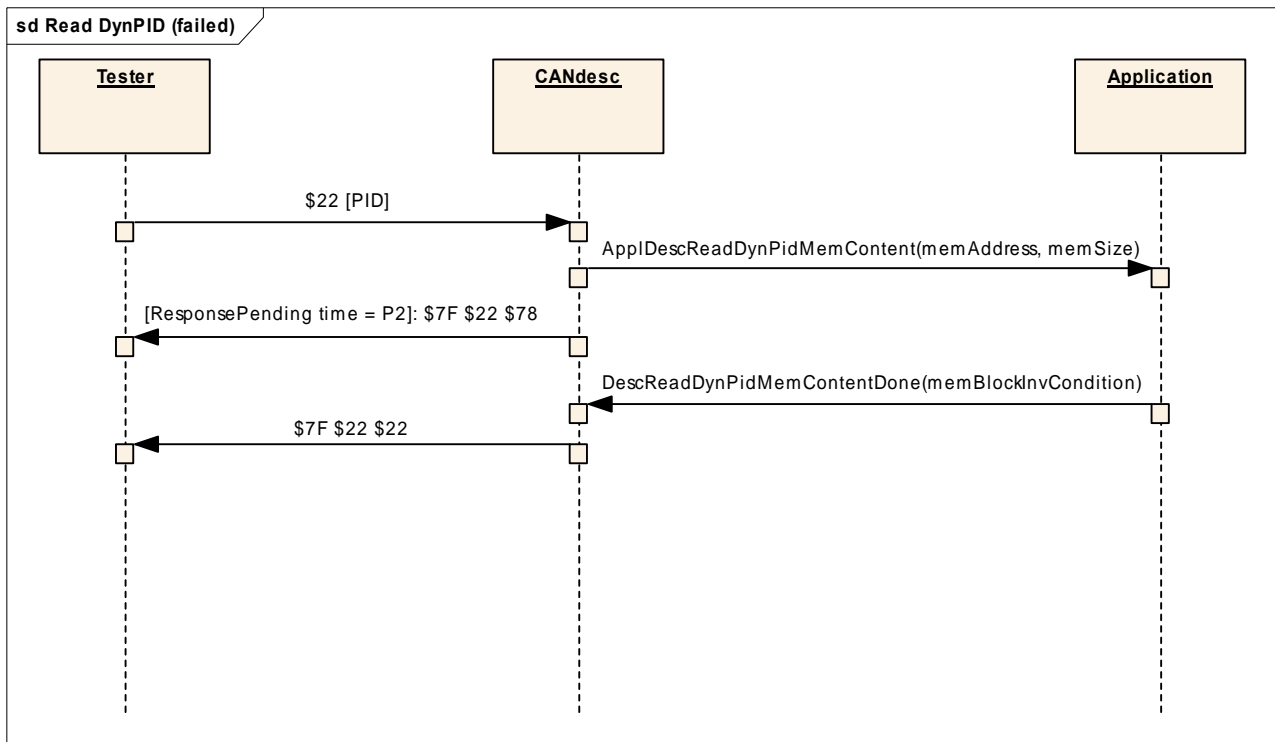 sd Read DynPID (failed)
Tester
CANdesc
Application
$22 [PID]
ApplDescReadDynPidMemContent(memAddress, memSize)
[ResponsePending time = P2]: $7F $22 $78
DescReadDynPidMemContentDone(memBlockInvCondition)
$7F $22 $22